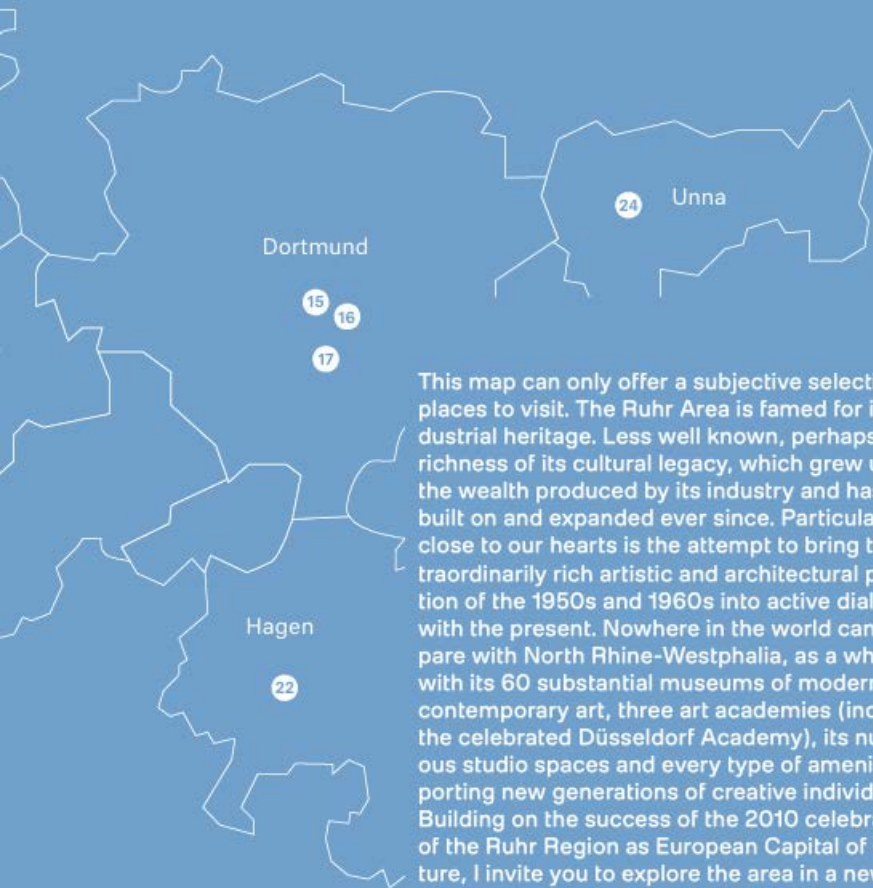 Unna
24
Dortmund
15
16
17
This map can only offer a subjective selecti
places to visit. The Ruhr Area is famed for i
dustrial heritage. Less well known, perhaps
richness of its cultural legacy, which grew u
the wealth produced by its industry and ha
built on and expanded ever since. Particula
close to our hearts is the attempt to bring t
traordinarily rich artistic and architectural p
tion of the 1950s and 1960s into active dial
with the present. Nowhere in the world can
pare with North Rhine-Westphalia, as a wh
with its 60 substantial museums of modern
contemporary art, three art academies (inc
the celebrated Düsseldorf Academy), its nu
ous studio spaces and every type of ameni
porting new generations of creative individ
Building on the success of the 2010 celebr
of the Ruhr Region as European Capital of
ture, I invite you to explore the area in a nev
Hagen
22